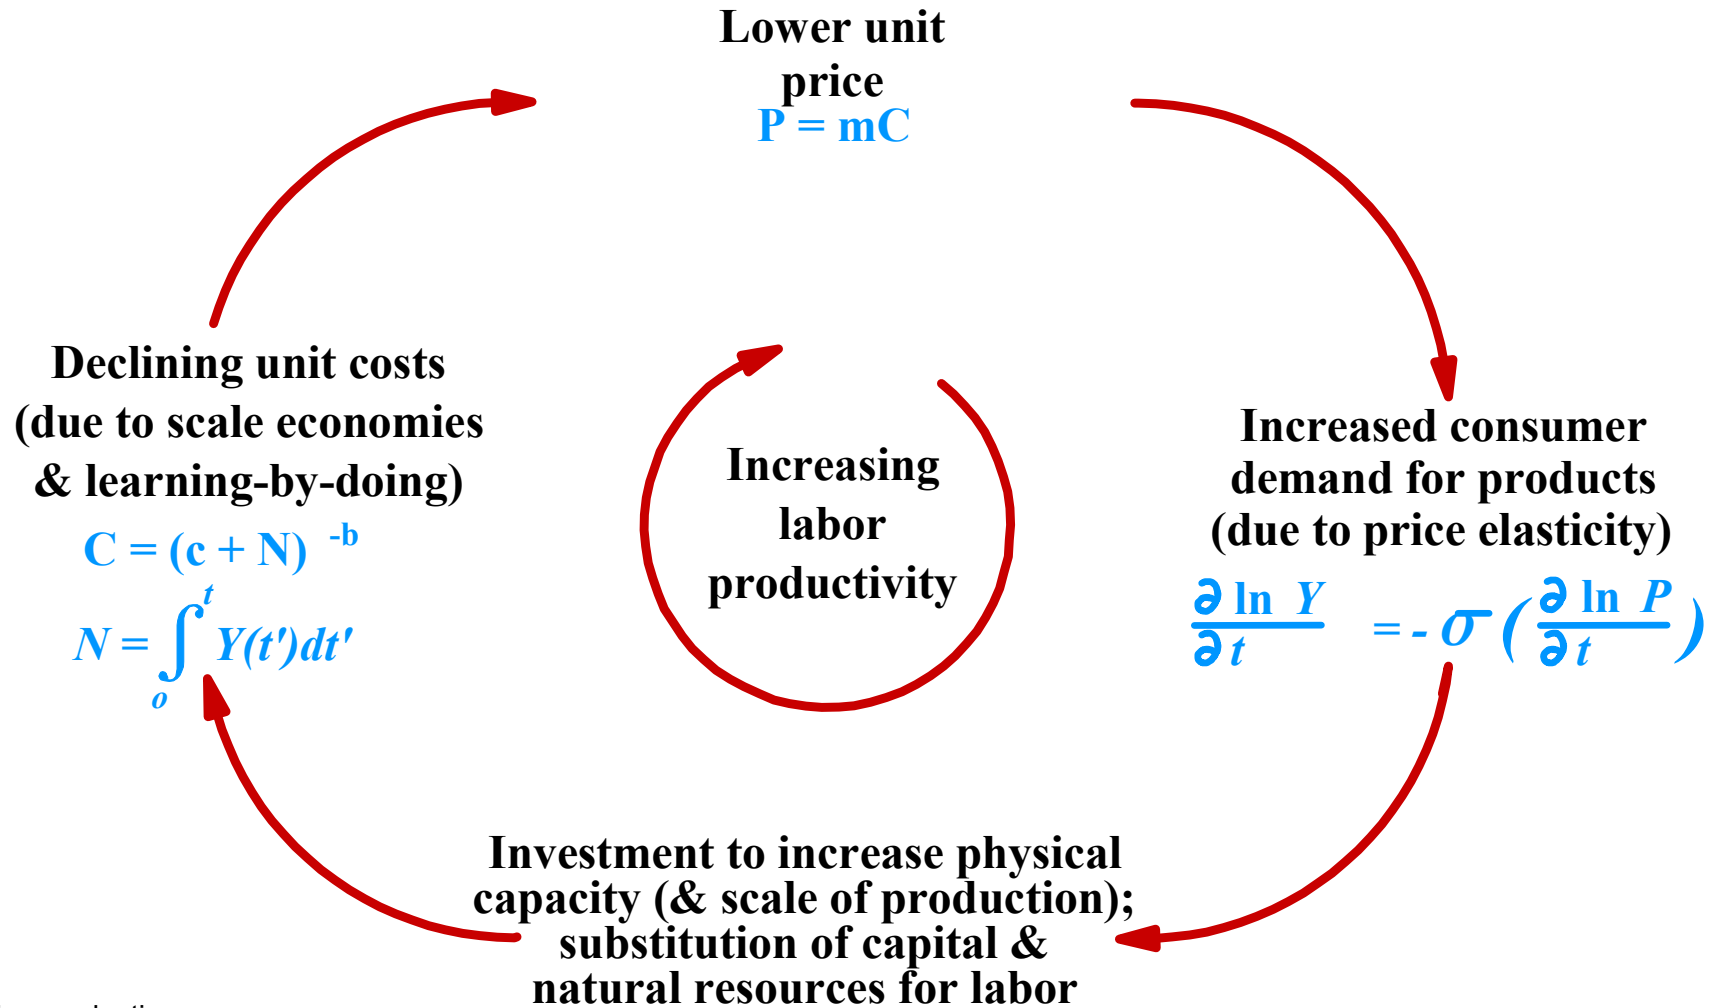 Lower unit
price
P = mC
Declining unit costs
(due to scale economies
& learning-by-doing)
C = (c + N) ⁻ᵇ
N = ∫ₒᵗ Y(t')dt'
Increasing
labor
productivity
Increased consumer
demand for products
(due to price elasticity)
∂ ln Y / ∂ t = - σ ( ∂ ln P / ∂ t )
Investment to increase physical
capacity (& scale of production);
substitution of capital &
natural resources for labor